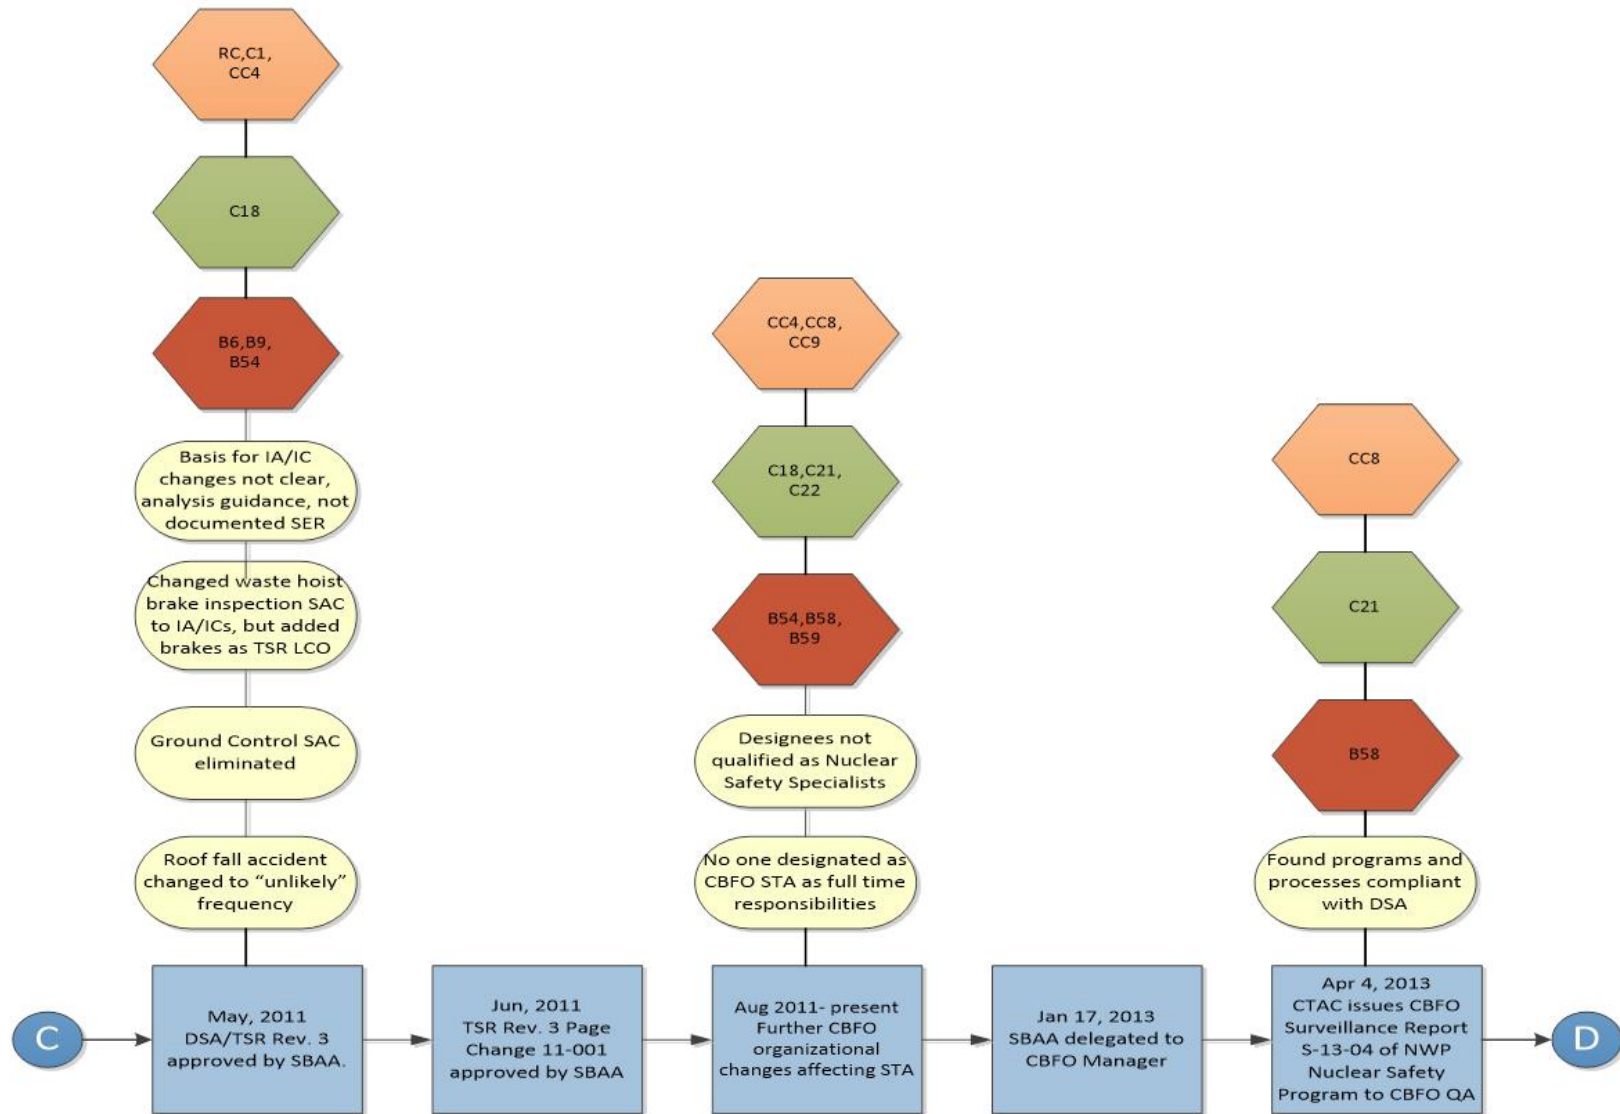 RC,C1,
CC4
C18
B6,B9,
B54
Basis for IA/IC
changes not clear,
analysis guidance, not
documented SER
Changed waste hoist
brake inspection SAC
to IA/ICs, but added
brakes as TSR LCO
Ground Control SAC
eliminated
Roof fall accident
changed to “unlikely”
frequency
CC4,CC8,
CC9
C18,C21,
C22
B54,B58,
B59
Designees not
qualified as Nuclear
Safety Specialists
No one designated as
CBFO STA as full time
responsibilities
CC8
C21
B58
Found programs and
processes compliant
with DSA
C
May, 2011
DSA/TSR Rev. 3
approved by SBAA.
Jun, 2011
TSR Rev. 3 Page
Change 11-001
approved by SBAA
Aug 2011- present
Further CBFO
organizational
changes affecting STA
Jan 17, 2013
SBAA delegated to
CBFO Manager
Apr 4, 2013
CTAC issues CBFO
Surveillance Report
S-13-04 of NWP
Nuclear Safety
Program to CBFO QA
D